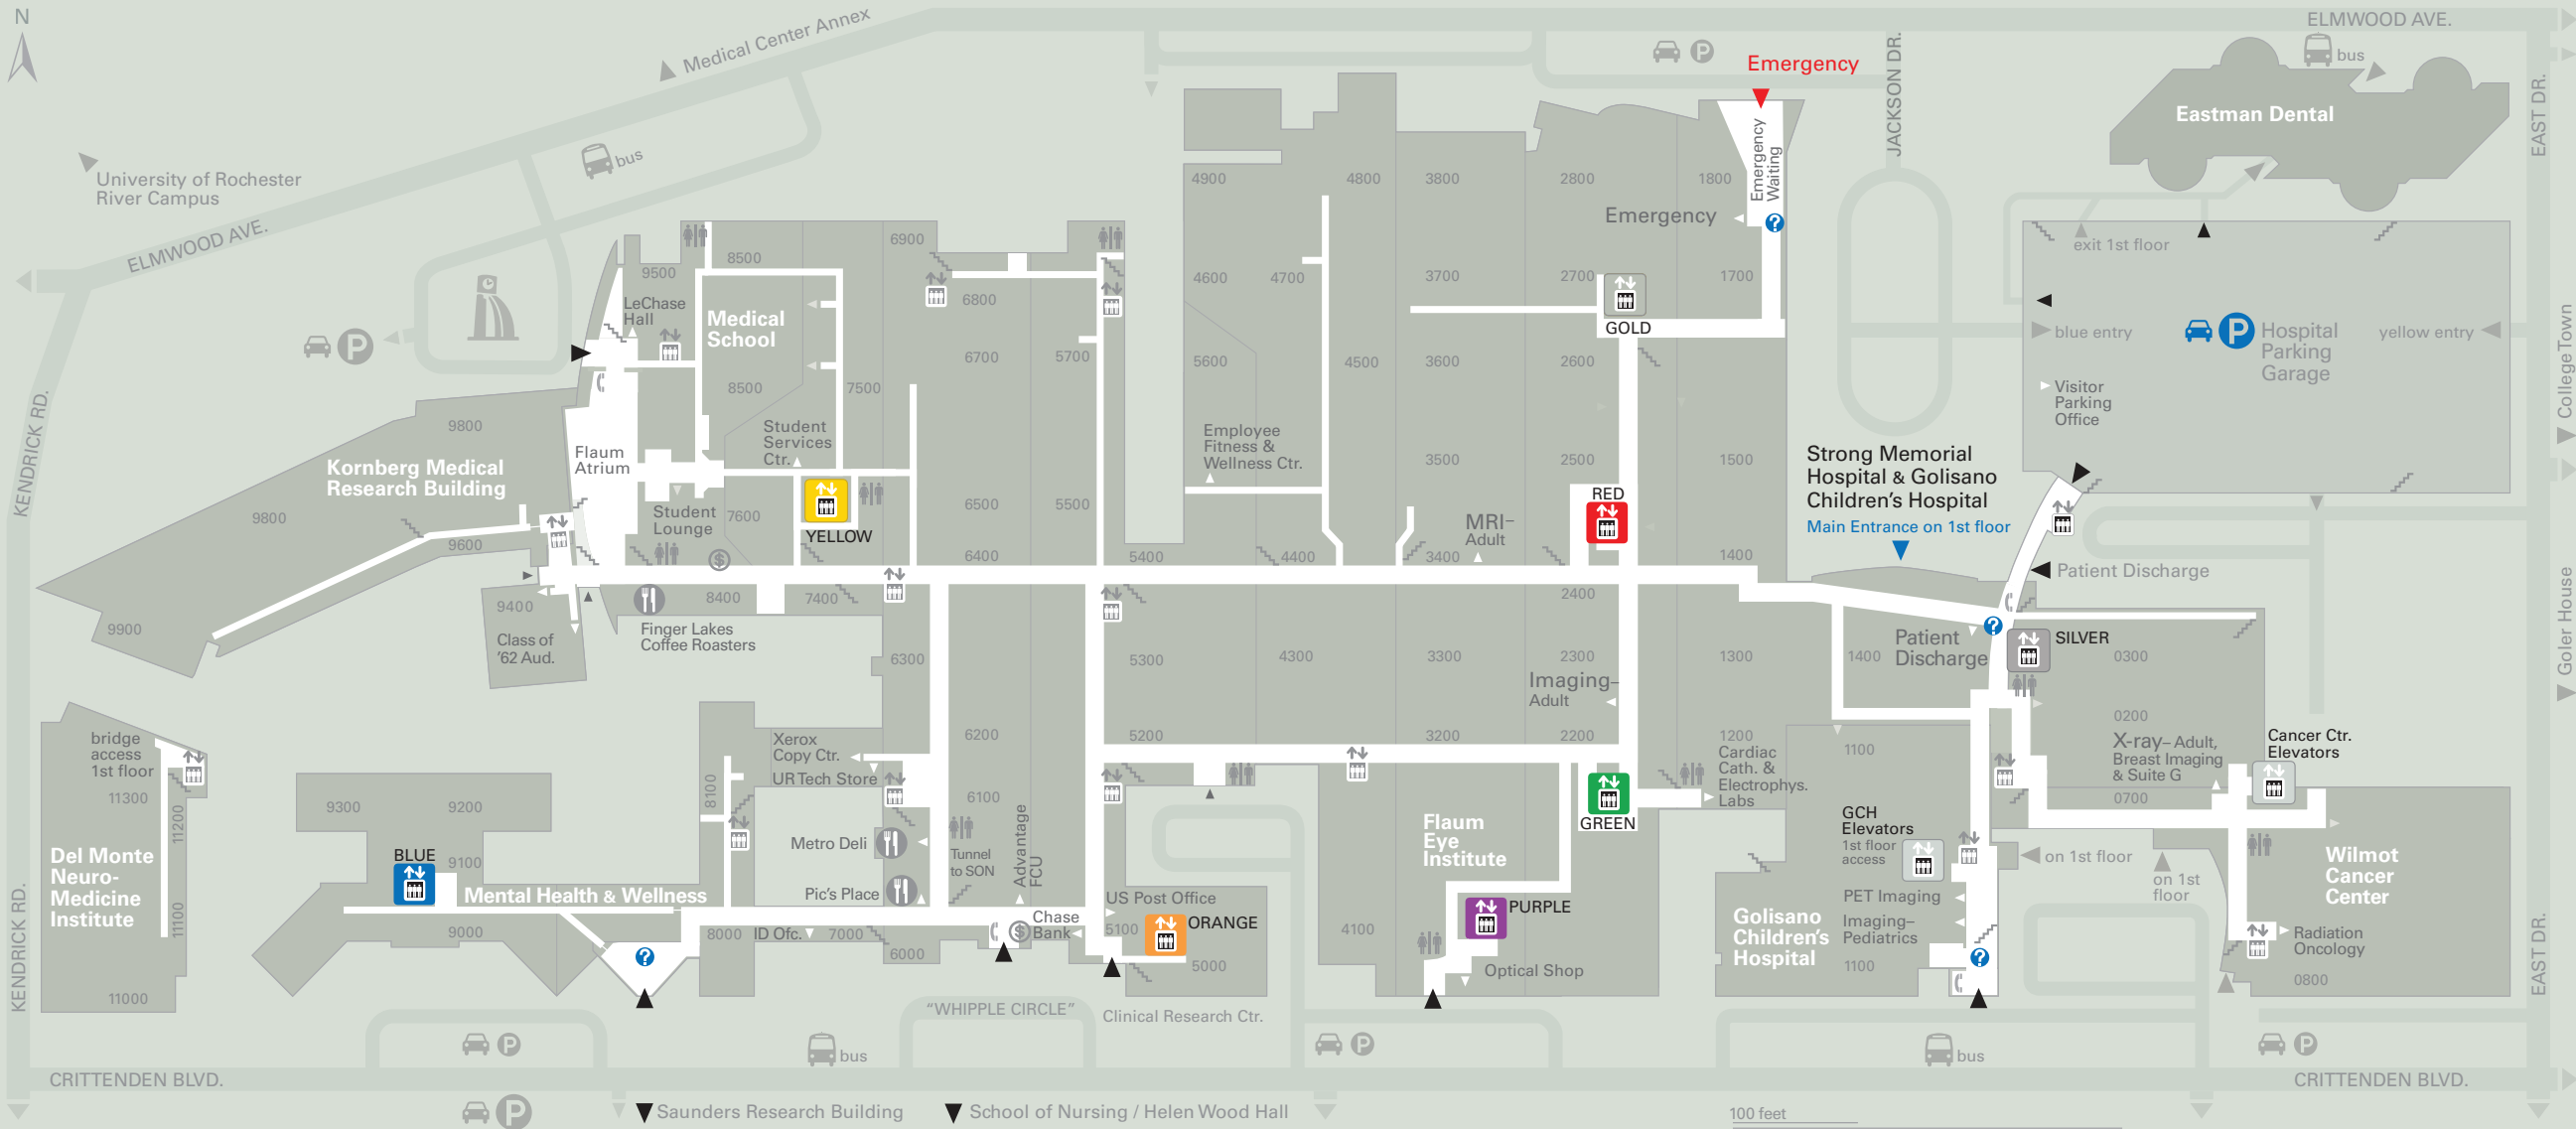 N
ELMWOOD AVE.
Medical Center Annex
JACKSON DR.
bus
EAST DR.
Emergency
Eastman Dental
University of Rochester
River Campus
bus
ELMWOOD AVE.
Emergency
Waiting
4900
4800
3800
2800
1800
Emergency
exit 1st floor
9500
8500
6900
LeChase
Hall
Medical
School
6800
4600
4700
3700
2700
1700
GOLD
blue entry
Hospital
Parking
Garage
yellow entry
College Town
6700
5700
5600
4500
3600
2600
8500
7500
Visitor
Parking
Office
KENDRICK RD.
9800
Kornberg Medical
Research Building
Flaum
Atrium
Student
Services
Ctr.
Employee
Fitness &
Wellness Ctr.
3500
2500
1500
Strong Memorial
Hospital & Golisano
Children's Hospital
Main Entrance on 1st floor
9800
9600
Student
Lounge
7600
YELLOW
6500
5500
RED
MRI–
Adult
6400
5400
4400
3400
1400
Patient Discharge
9400
9900
Class of
'62 Aud.
8400
7400
Finger Lakes
Coffee Roasters
2400
6300
5300
4300
3300
2300
1300
1400
Patient
Discharge
SILVER
0300
Goler House
Imaging–
Adult
bridge
access
1st floor
11300
11200
11100
Xerox
Copy Ctr.
UR Tech Store
6200
5200
3200
2200
1200
1100
0200
X-ray– Adult,
Breast Imaging
& Suite G
0700
Cancer Ctr.
Elevators
Cardiac
Cath. &
Electrophys.
Labs
9300
9200
8100
6100
GREEN
Flaum
Eye
Institute
GCH
Elevators
1st floor
access
on 1st floor
on 1st
floor
Wilmot
Cancer
Center
Del Monte
Neuro-
Medicine
Institute
BLUE
9100
Mental Health & Wellness
Metro Deli
Tunnel
to SON
Advantage
FCU
Pic's Place
US Post Office
5100
ORANGE
PURPLE
PET Imaging
Imaging–
Pediatrics
Golisano
Children's
Hospital
9000
8000
ID Ofc.
7000
Chase
Bank
6000
5000
4100
Optical Shop
1100
Radiation
Oncology
0800
11000
KENDRICK RD.
EAST DR.
"WHIPPLE CIRCLE"
Clinical Research Ctr.
bus
bus
CRITTENDEN BLVD.
CRITTENDEN BLVD.
Saunders Research Building
School of Nursing / Helen Wood Hall
100 feet